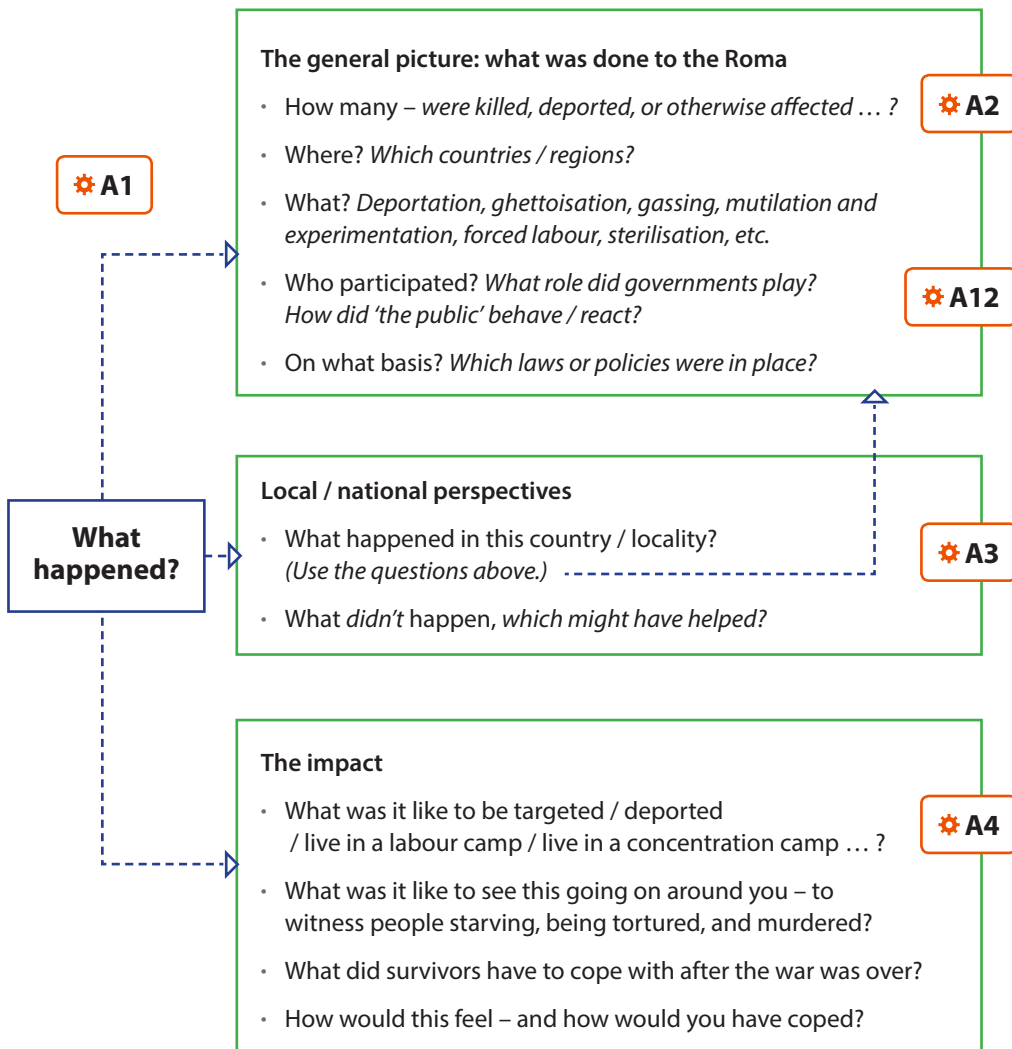 The general picture: what was done to the Roma
• How many – were killed, deported, or otherwise affected … ?
A2
• Where? Which countries / regions?
A1
• What? Deportation, ghettoisation, gassing, mutilation and
experimentation, forced labour, sterilisation, etc.
• Who participated? What role did governments play?
How did ‘the public’ behave / react?
A12
• On what basis? Which laws or policies were in place?
What
happened?
Local / national perspectives
• What happened in this country / locality?
(Use the questions above.)
A3
• What didn’t happen, which might have helped?
The impact
• What was it like to be targeted / deported
/ live in a labour camp / live in a concentration camp … ?
A4
• What was it like to see this going on around you – to
witness people starving, being tortured, and murdered?
• What did survivors have to cope with after the war was over?
• How would this feel – and how would you have coped?